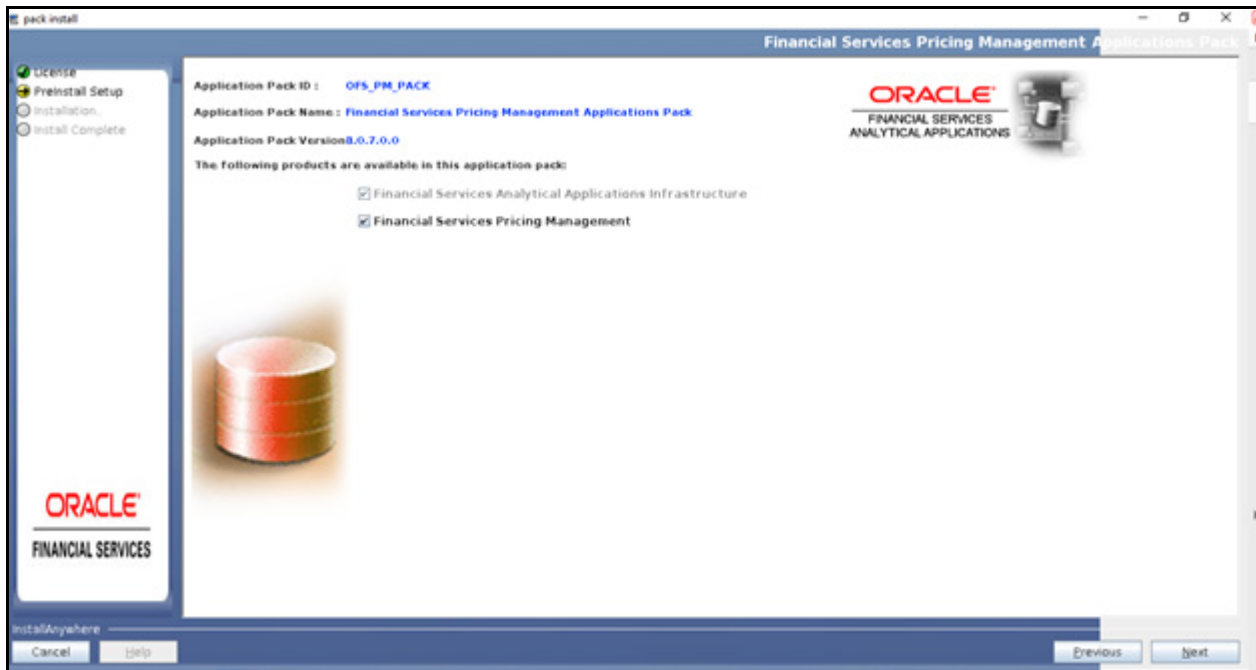 pack install
Financial Services Pricing Management Applications Pack
License
Preinstall Setup
Installation.
Install Complete
Application Pack ID : OFS_PM_PACK
Application Pack Name : Financial Services Pricing Management Applications Pack
Application Pack Version8.0.7.0.0
The following products are available in this application pack:
Financial Services Analytical Applications Infrastructure
Financial Services Pricing Management
ORACLE'
FINANCIAL SERVICES
ANALYTICAL APPLICATIONS
ORACLE'
FINANCIAL SERVICES
InstallAnywhere
Cancel
Help
Previous
Next